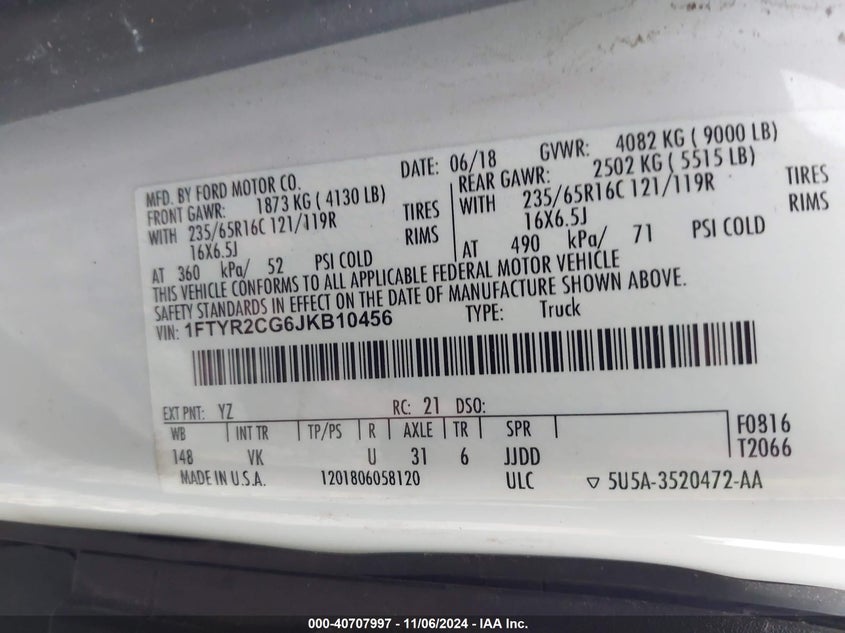 MFD. BY FORD MOTOR CO.
DATE: 06/18
GVWR: 4082 KG ( 9000 LB)
FRONT GAWR: 1873 KG ( 4130 LB)
REAR GAWR: 2502 KG ( 5515 LB)
WITH 235/65R16C 121/119R TIRES
WITH 235/65R16C 121/119R TIRES
16X6.5J RIMS
16X6.5J RIMS
AT 360 kPa/ 52 PSI COLD
AT 490 kPa/ 71 PSI COLD
THIS VEHICLE CONFORMS TO ALL APPLICABLE FEDERAL MOTOR VEHICLE
SAFETY STANDARDS IN EFFECT ON THE DATE OF MANUFACTURE SHOWN ABOVE.
VIN: 1FTYR2CG6JKB10456
TYPE: Truck
EXT PNT: YZ RC: 21 DSO:
WB INT TR TP/PS R AXLE TR SPR F0816
148 VK U 31 6 JJDD T2066
MADE IN U.S.A. 1201806058120 ULC ▽ 5U5A-3520472-AA
000-40707997 - 11/06/2024 - IAA Inc.